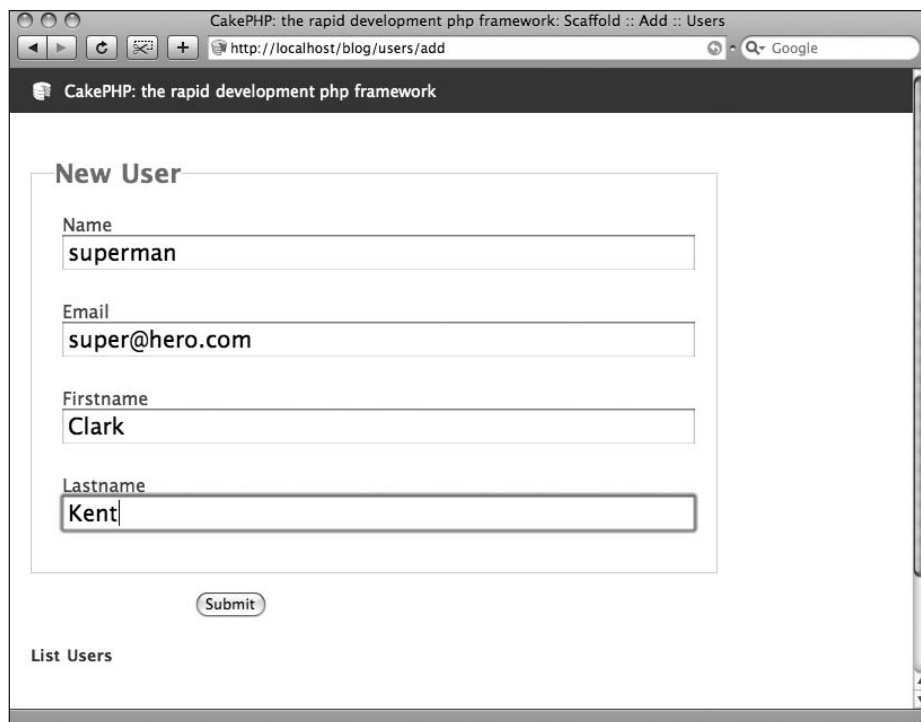 CakePHP: the rapid development php framework: Scaffold :: Add :: Users
http://localhost/blog/users/add
Google
CakePHP: the rapid development php framework
New User
Name
superman
Email
super@hero.com
Firstname
Clark
Lastname
Kent
Submit
List Users